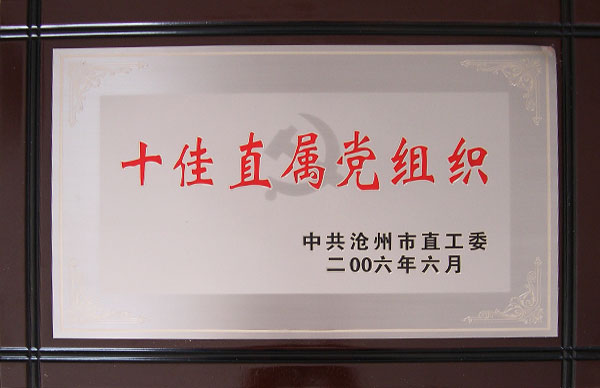 十佳直属党组织
中共沧州市直工委
二00六年六月